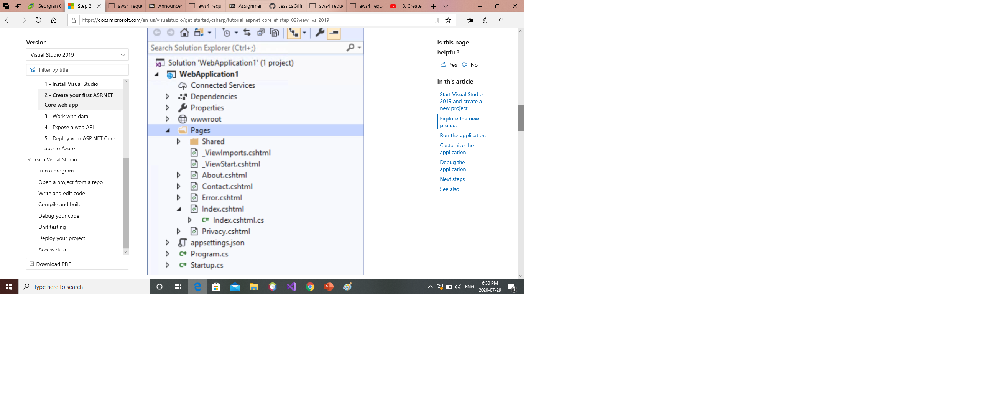 Georgian C
Step 2:
aws4_reque
Announcer
aws4_reque
Assignmen
JessicaGilfi
aws4_reque
aws4_reque
13. Create
https://docs.microsoft.com/en-us/visualstudio/get-started/csharp/tutorial-aspnet-core-ef-step-02?view=vs-2019
Version
Visual Studio 2019
Filter by title
1 - Install Visual Studio
2 - Create your first ASP.NET
Core web app
3 - Work with data
4 - Expose a web API
5 - Deploy your ASP.NET Core
app to Azure
Learn Visual Studio
Run a program
Open a project from a repo
Write and edit code
Compile and build
Debug your code
Unit testing
Deploy your project
Access data
Download PDF
Search Solution Explorer (Ctrl+;)
Solution 'WebApplication1' (1 project)
WebApplication1
Connected Services
Dependencies
Properties
wwwroot
Pages
Shared
_ViewImports.cshtml
_ViewStart.cshtml
About.cshtml
Contact.cshtml
Error.cshtml
Index.cshtml
C# Index.cshtml.cs
Privacy.cshtml
appsettings.json
C# Program.cs
C# Startup.cs
Is this page
helpful?
Yes No
In this article
Start Visual Studio
2019 and create a
new project
Explore the new
project
Run the application
Customize the
application
Debug the
application
Next steps
See also
Type here to search
ENG
6:30 PM
2020-07-29
3